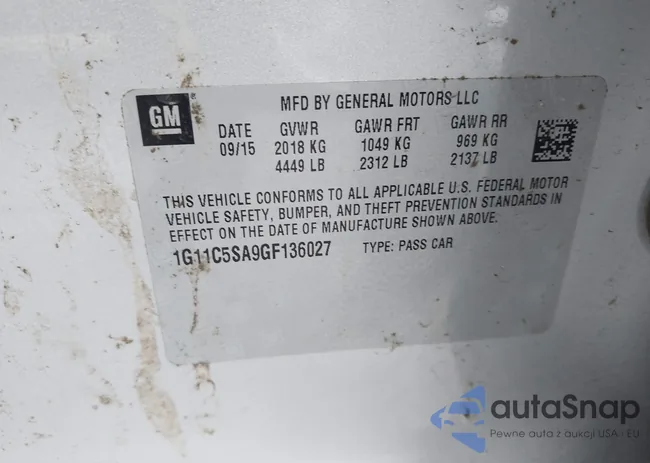 GM
MFD BY GENERAL MOTORS LLC
DATE GVWR GAWR FRT GAWR RR
09/15 2018 KG 1049 KG 969 KG
4449 LB 2312 LB 2137 LB
THIS VEHICLE CONFORMS TO ALL APPLICABLE U.S. FEDERAL MOTOR
VEHICLE SAFETY, BUMPER, AND THEFT PREVENTION STANDARDS IN
EFFECT ON THE DATE OF MANUFACTURE SHOWN ABOVE.
1G11C5SA9GF136027 TYPE: PASS CAR
autaSnap
Pewne auta z aukcji USA i EU